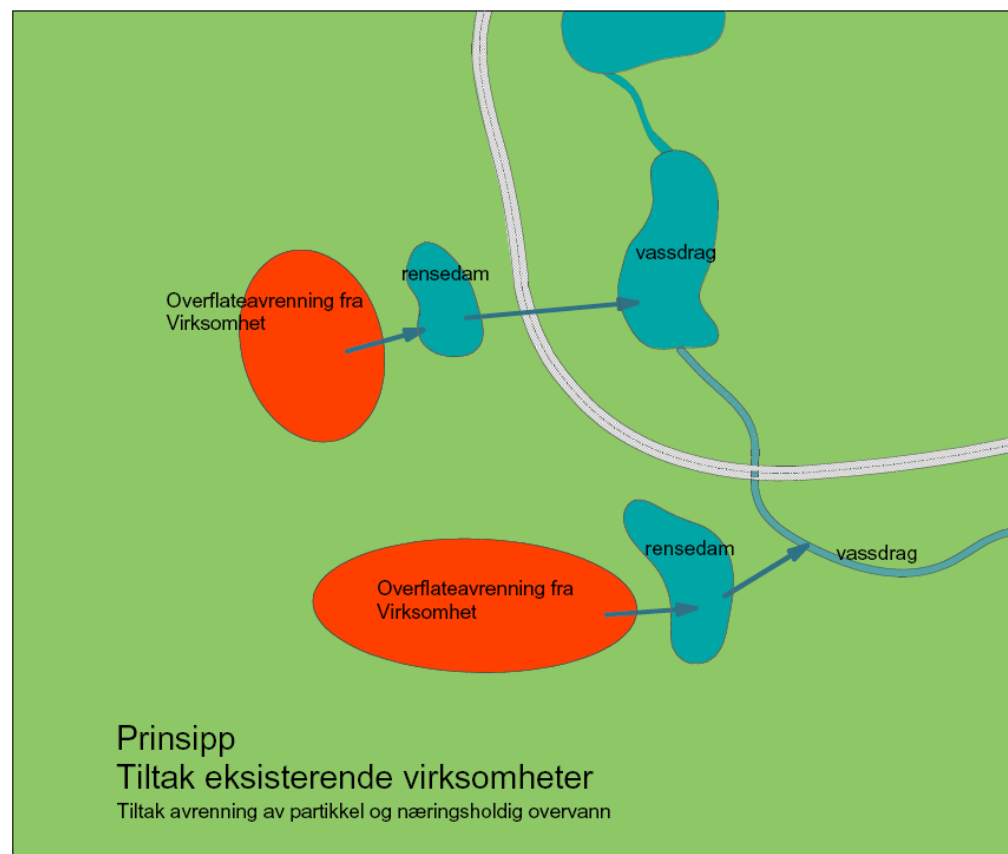 vassdrag
rensedam
Overflateavrenning fra
Virksomhet
rensedam
vassdrag
Overflateavrenning fra
Virksomhet
Prinsipp
Tiltak eksisterende virksomheter
Tiltak avrenning av partikkel og næringsholdig overvann